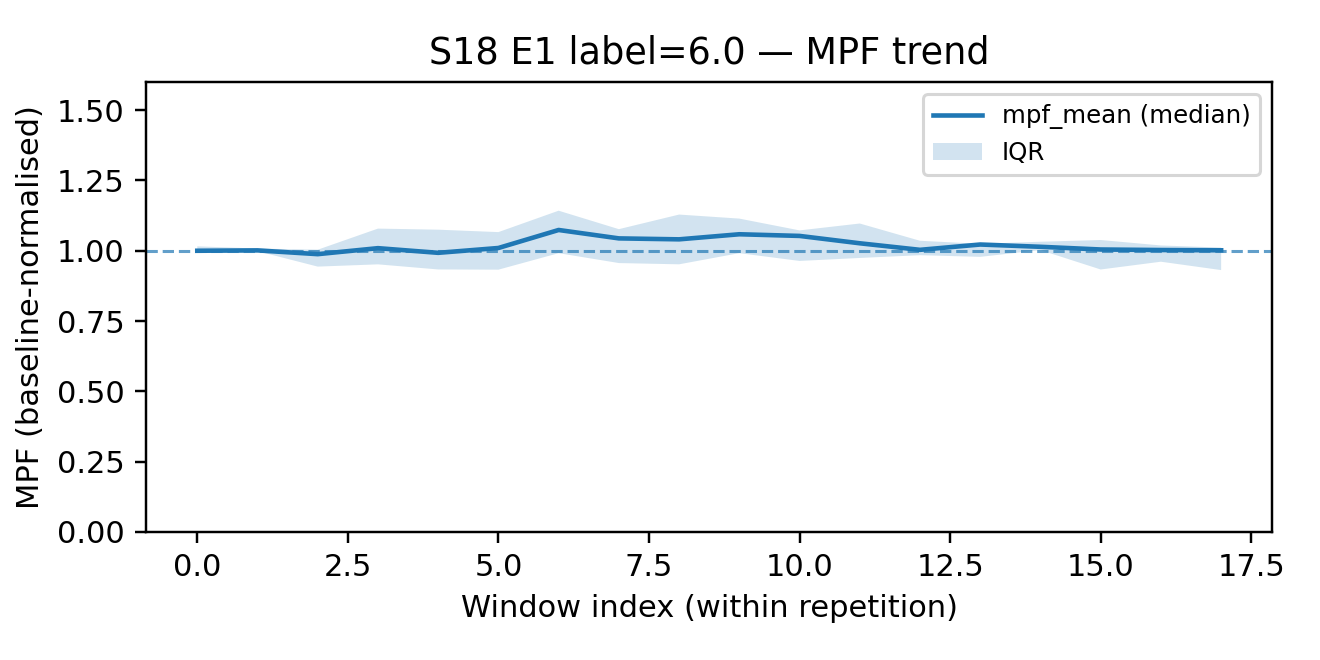 S18 E1 label=6.0 — MPF trend
mpf_mean (median)
IQR
MPF (baseline-normalised)
1.50
1.25
1.00
0.75
0.50
0.25
0.00
0.0 2.5 5.0 7.5 10.0 12.5 15.0 17.5
Window index (within repetition)